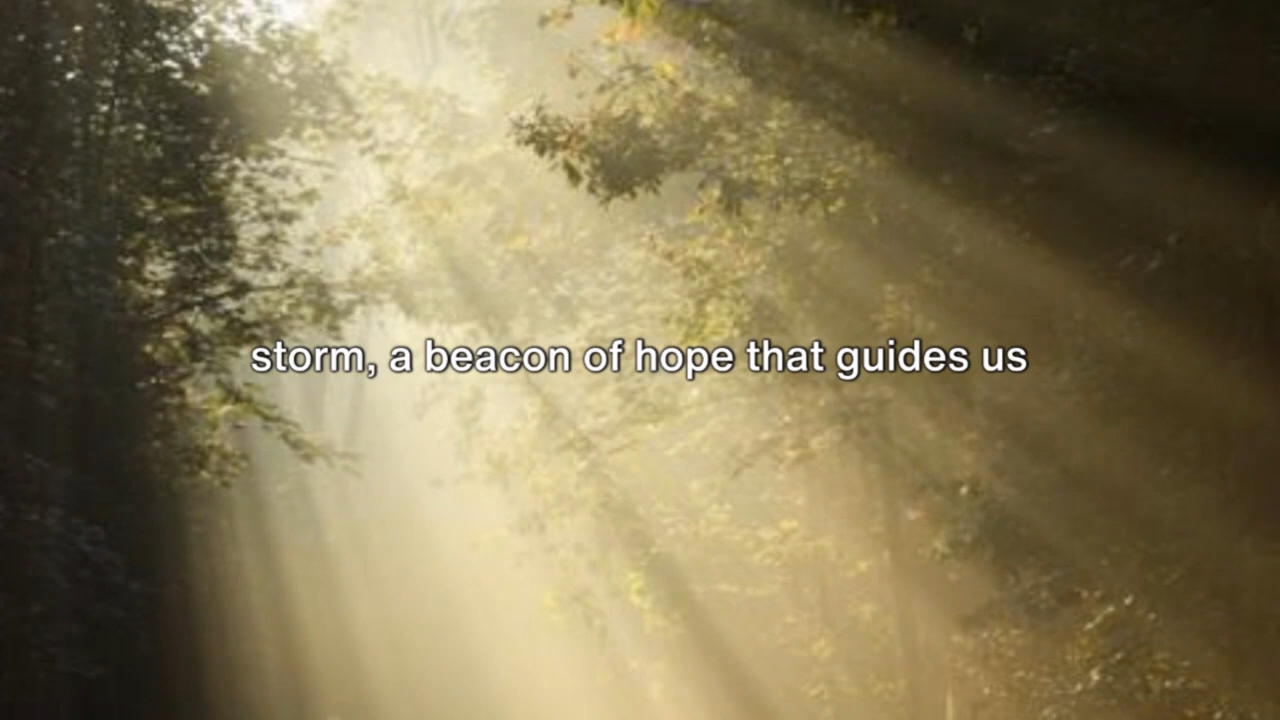 storm, a beacon of hope that guides us